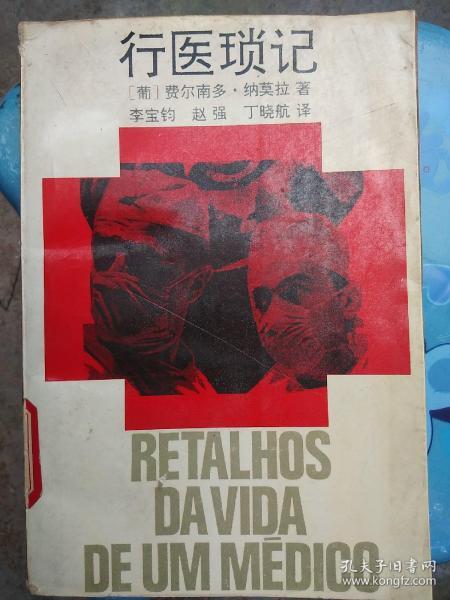 行医琐记
[葡]费尔南多·纳莫拉 著
李宝钧 赵强 丁晓航 译
RETALHOS
DA VIDA
DE UM MÉDICO
孔夫子旧书网
www.kongfz.com